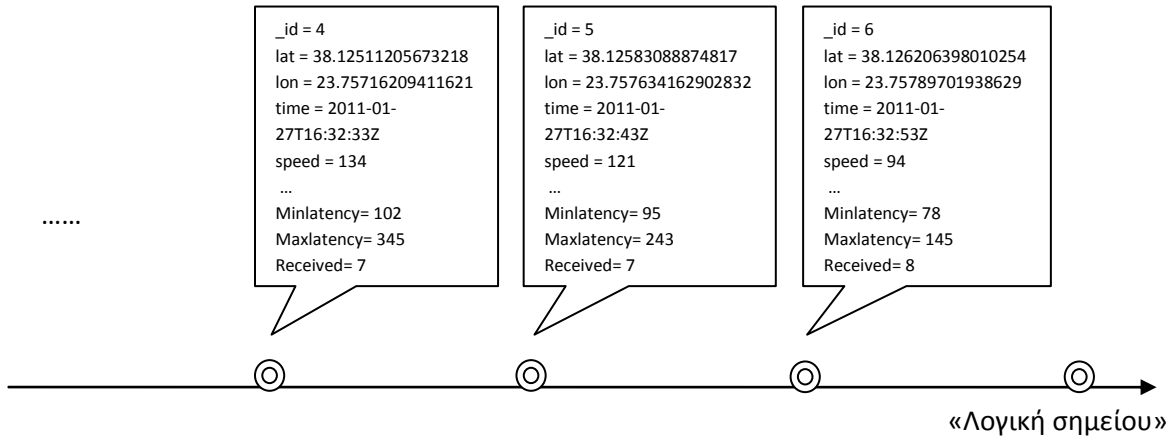 _id = 4
lat = 38.12511205673218
lon = 23.75716209411621
time = 2011-01-
27T16:32:33Z
speed = 134
…
Minlatency= 102
Maxlatency= 345
Received= 7
_id = 5
lat = 38.12583088874817
lon = 23.757634162902832
time = 2011-01-
27T16:32:43Z
speed = 121
…
Minlatency= 95
Maxlatency= 243
Received= 7
_id = 6
lat = 38.126206398010254
lon = 23.75789701938629
time = 2011-01-
27T16:32:53Z
speed = 94
…
Minlatency= 78
Maxlatency= 145
Received= 8
……
«Λογική σημείου»